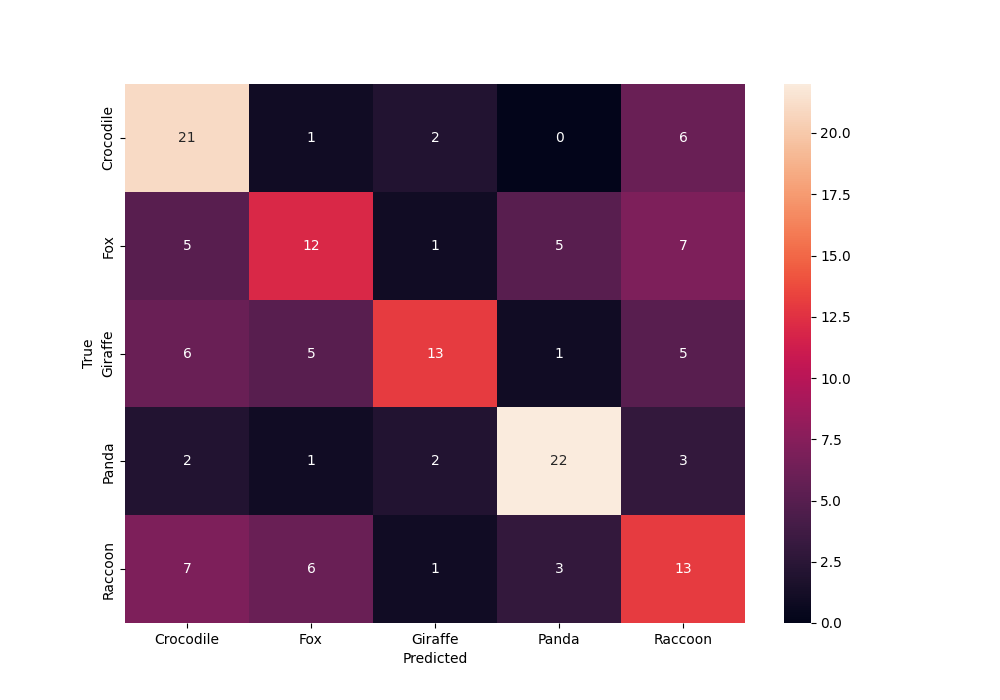 Crocodile 21 1 2 0 6
Fox 5 12 1 5 7
Giraffe 6 5 13 1 5
Panda 2 1 2 22 3
Raccoon 7 6 1 3 13
True
Crocodile Fox Giraffe Panda Raccoon
Predicted
20.0
17.5
15.0
12.5
10.0
7.5
5.0
2.5
0.0